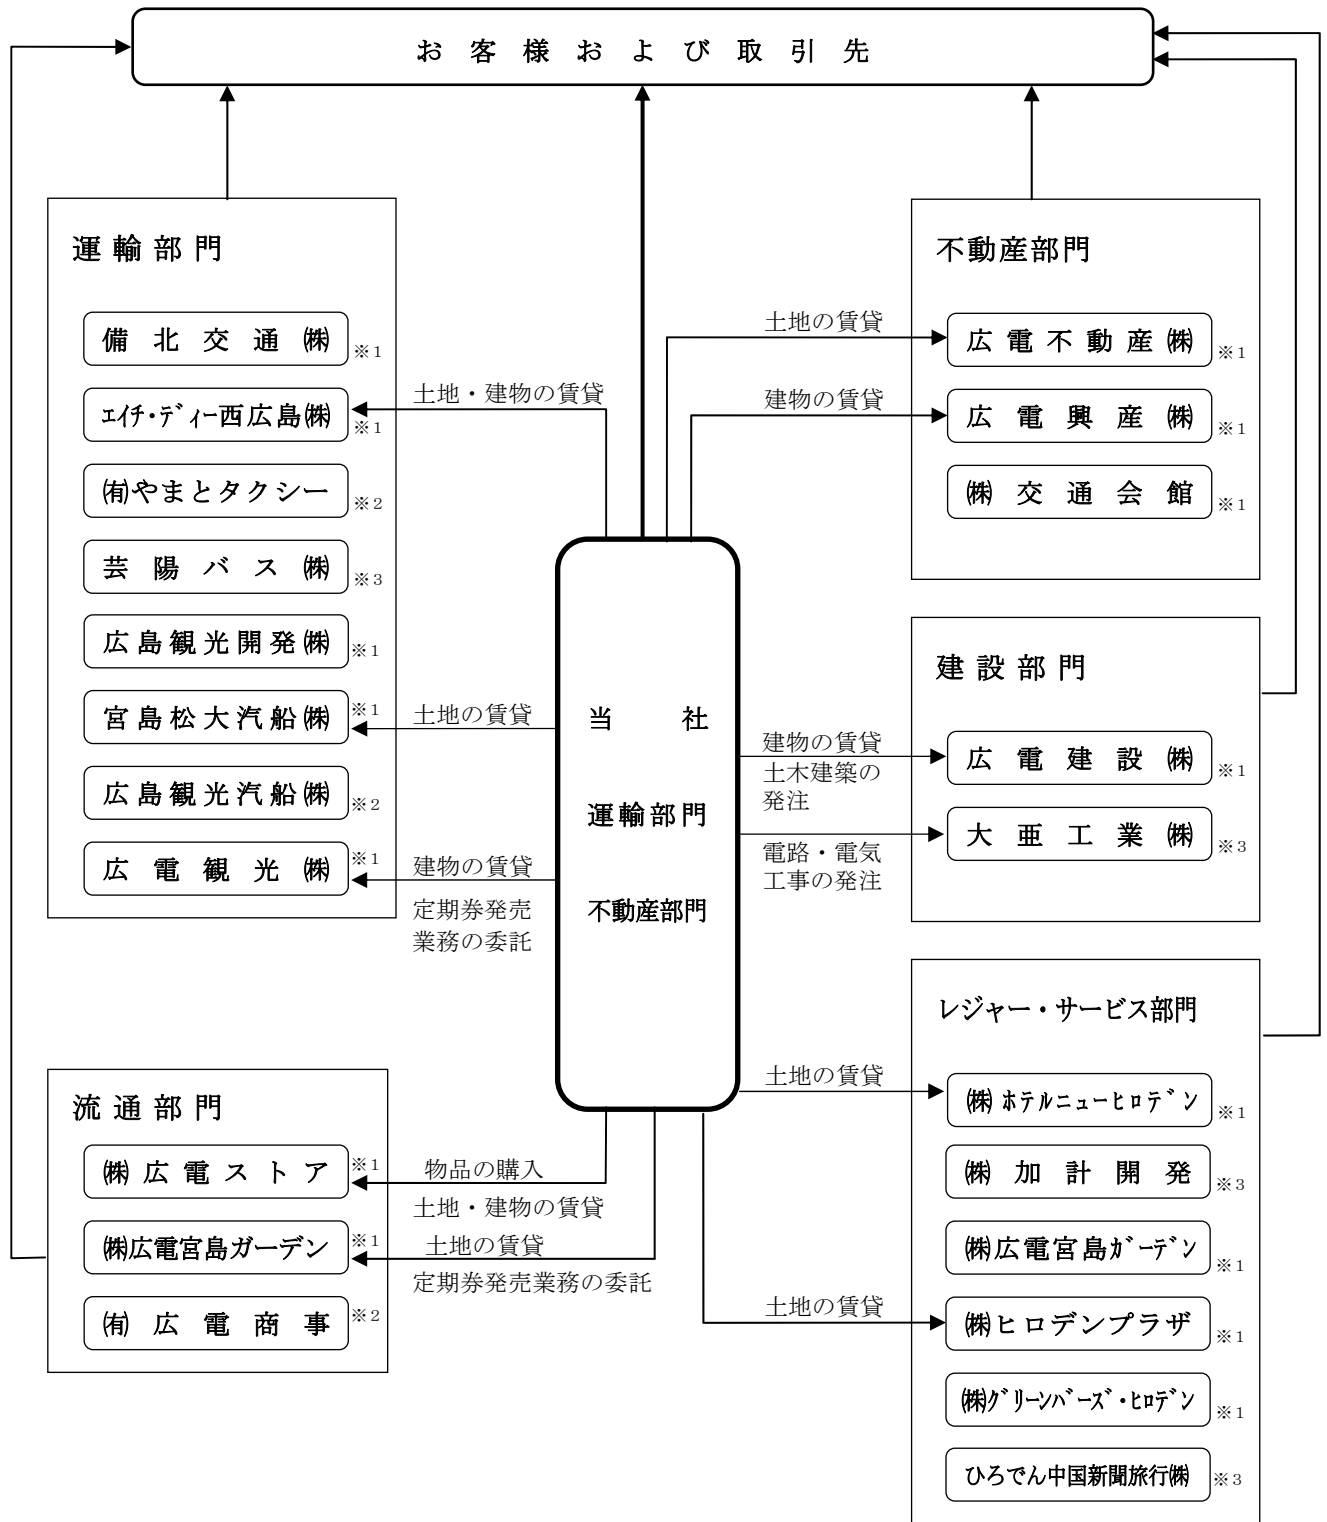 お客様および取引先
運輸部門
備北交通㈱ ※1
エイチ・ディー西広島㈱ ※1
㈲やまとタクシー ※2
芸陽バス㈱ ※3
広島観光開発㈱ ※1
宮島松大汽船㈱ ※1
広島観光汽船㈱ ※2
広電観光㈱ ※1
土地・建物の賃貸
土地の賃貸
建物の賃貸
定期券発売
業務の委託
流通部門
㈱広電ストア ※1
㈱広電宮島ガーデン ※1
㈲広電商事 ※2
物品の購入
土地・建物の賃貸
土地の賃貸
定期券発売業務の委託
当社
運輸部門
不動産部門
土地の賃貸
建物の賃貸
不動産部門
広電不動産㈱ ※1
広電興産㈱ ※1
㈱交通会館 ※1
建物の賃貸
土木建築の
発注
電路・電気
工事の発注
建設部門
広電建設㈱ ※1
大亜工業㈱ ※3
土地の賃貸
土地の賃貸
レジャー・サービス部門
㈱ホテルニューヒロデン ※1
㈱加計開発 ※3
㈱広電宮島ガーデン ※1
㈱ヒロデンプラザ ※1
㈱グリーンバーズ・ヒロデン ※1
ひろでん中国新聞旅行㈱ ※3